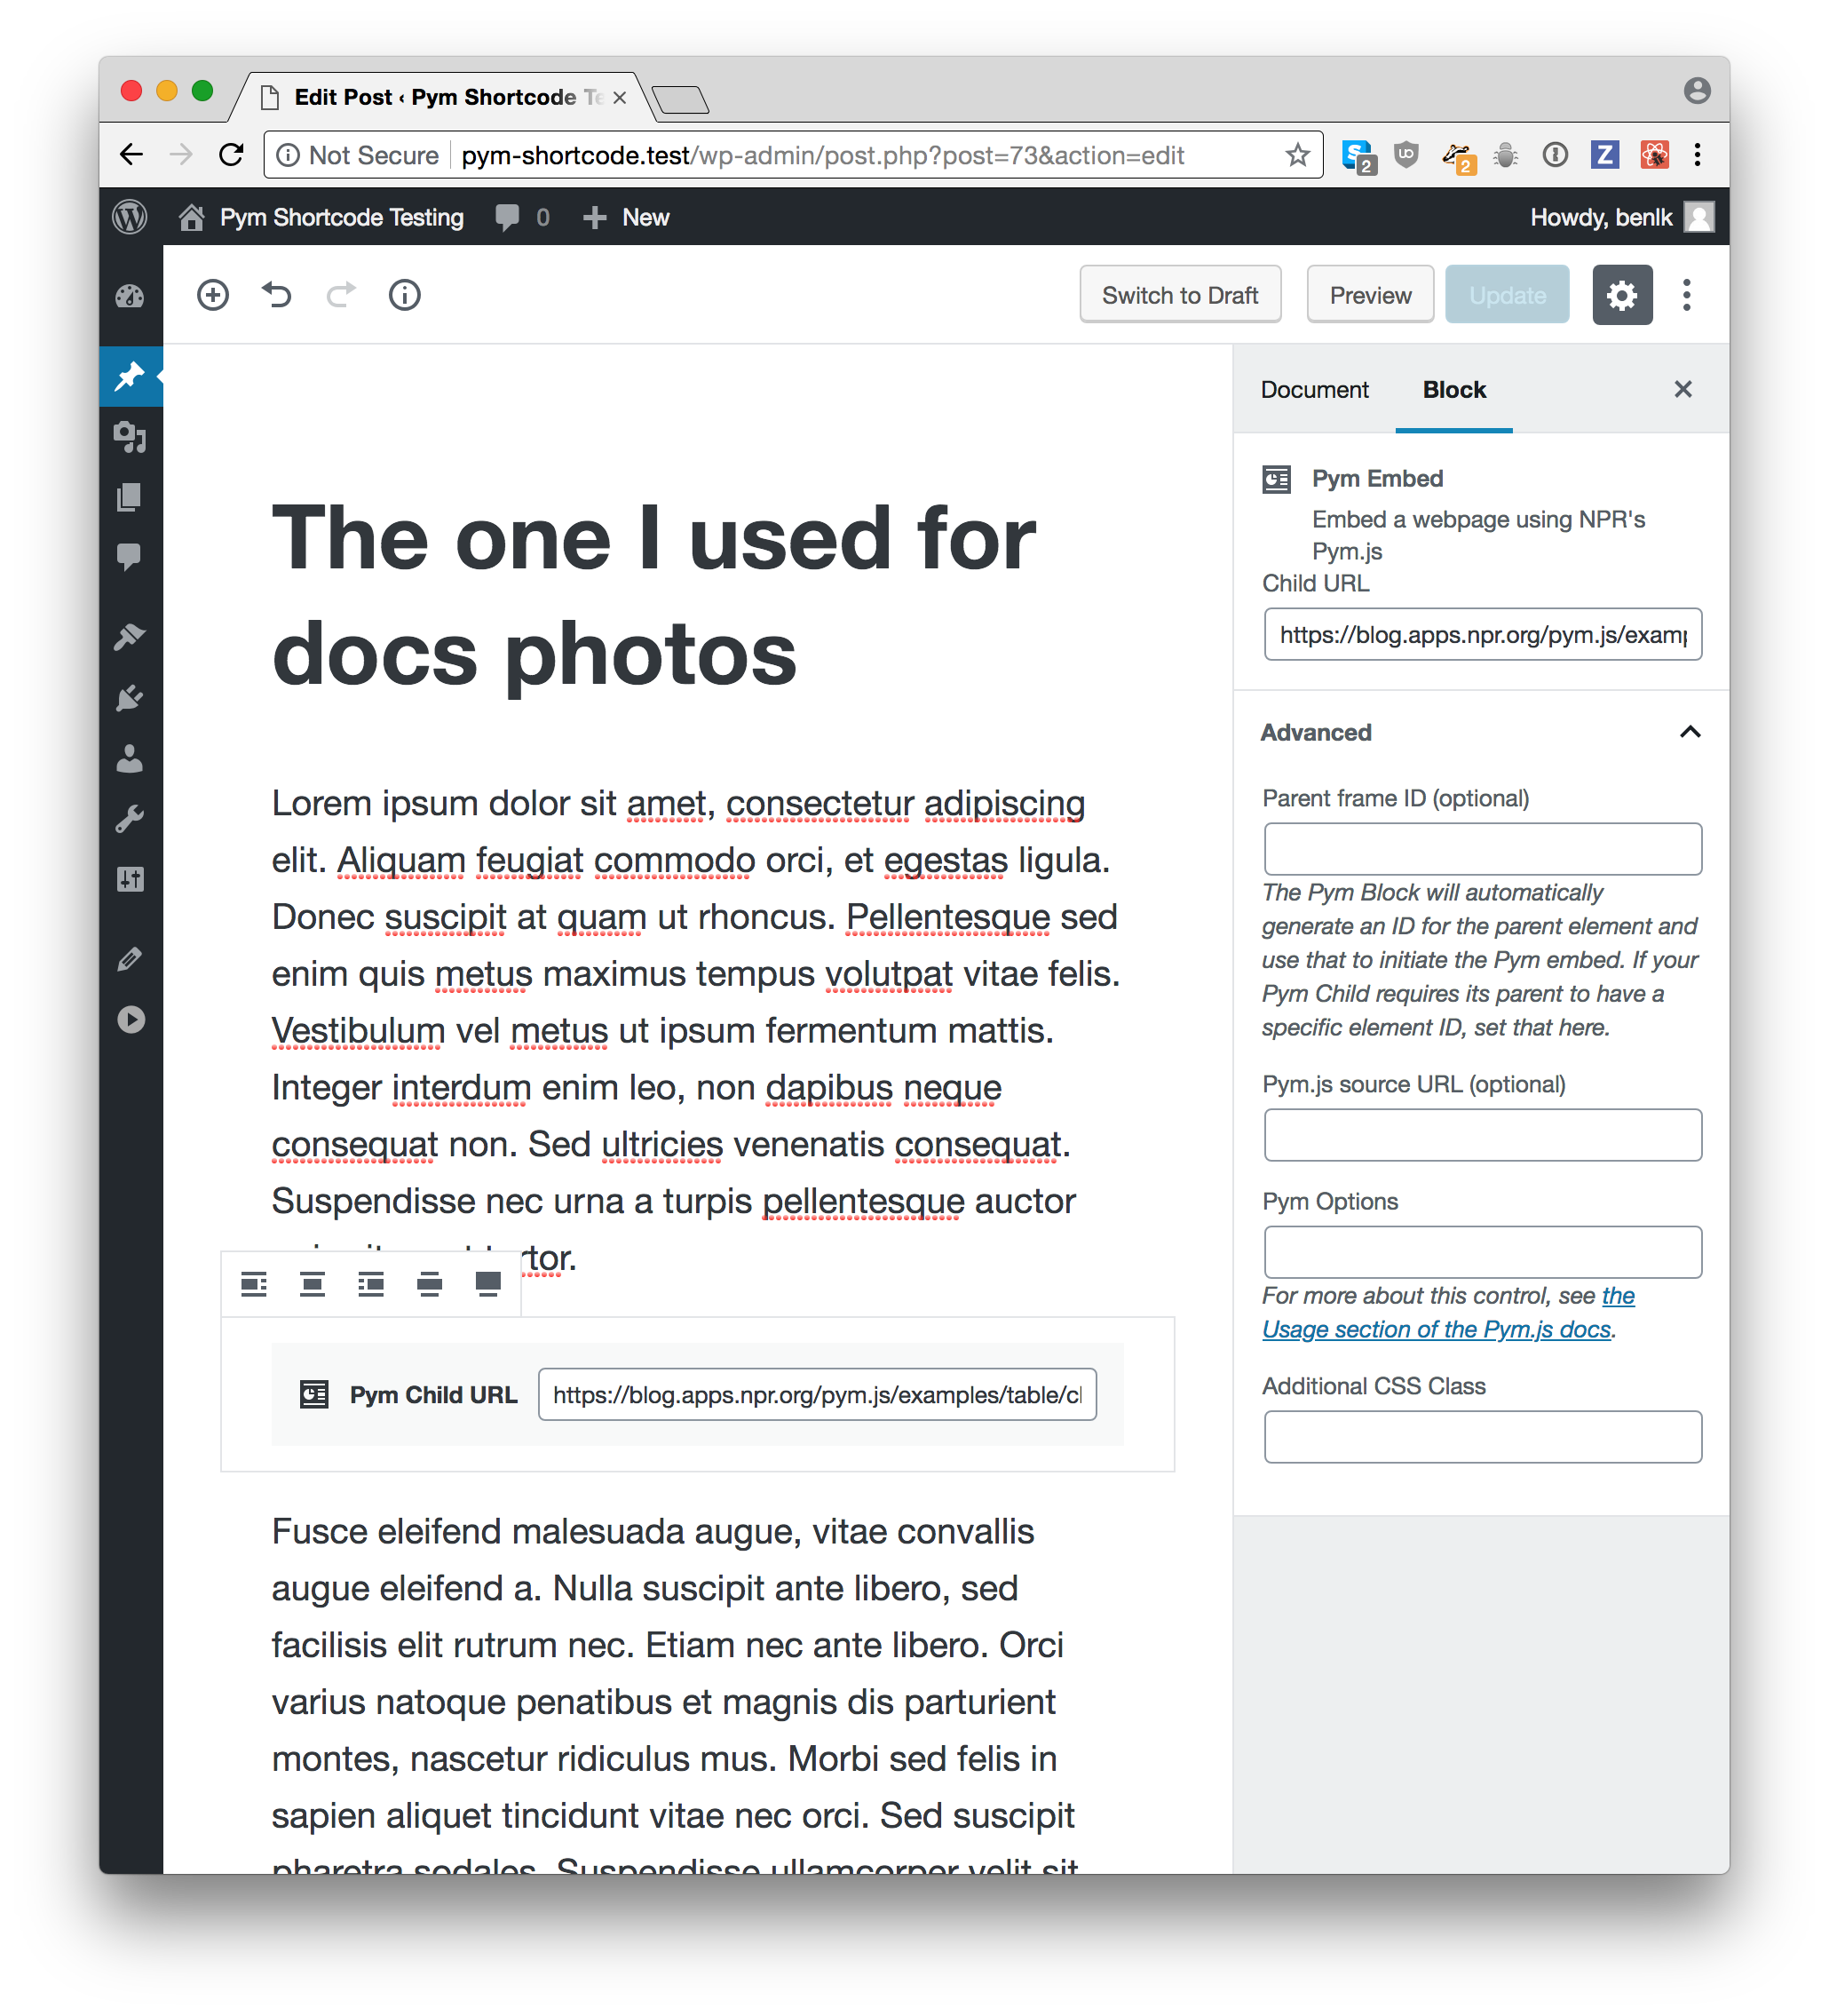 Edit Post ‹ Pym Shortcode Te
Not Secure pym-shortcode.test/wp-admin/post.php?post=73&action=edit
2
2
Z
Pym Shortcode Testing 0 New Howdy, benlk
Switch to Draft Preview Update
Document Block
Pym Embed
Embed a webpage using NPR's
Pym.js
Child URL
https://blog.apps.npr.org/pym.js/examp
Advanced
Parent frame ID (optional)
The Pym Block will automatically
generate an ID for the parent element and
use that to initiate the Pym embed. If your
Pym Child requires its parent to have a
specific element ID, set that here.
Pym.js source URL (optional)
Pym Options
For more about this control, see the
Usage section of the Pym.js docs.
Additional CSS Class
The one I used for
docs photos
Lorem ipsum dolor sit amet, consectetur adipiscing
elit. Aliquam feugiat commodo orci, et egestas ligula.
Donec suscipit at quam ut rhoncus. Pellentesque sed
enim quis metus maximus tempus volutpat vitae felis.
Vestibulum vel metus ut ipsum fermentum mattis.
Integer interdum enim leo, non dapibus neque
consequat non. Sed ultricies venenatis consequat.
Suspendisse nec urna a turpis pellentesque auctor
rtor.
Pym Child URL https://blog.apps.npr.org/pym.js/examples/table/cl
Fusce eleifend malesuada augue, vitae convallis
augue eleifend a. Nulla suscipit ante libero, sed
facilisis elit rutrum nec. Etiam nec ante libero. Orci
varius natoque penatibus et magnis dis parturient
montes, nascetur ridiculus mus. Morbi sed felis in
sapien aliquet tincidunt vitae nec orci. Sed suscipit
pharetra sodales. Suspendisse ullamcorper velit sit